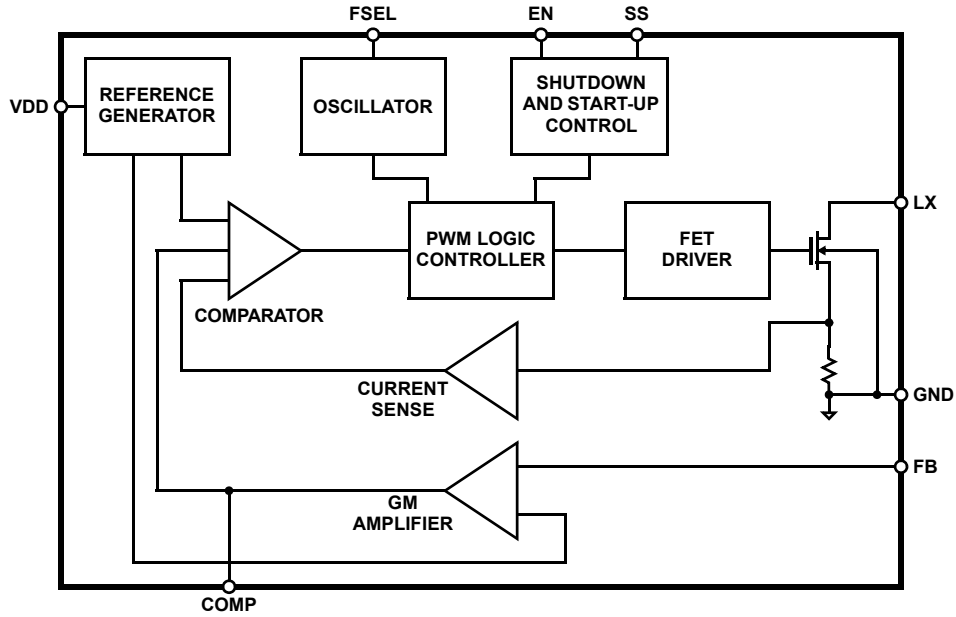 FSEL
EN
SS
VDD
REFERENCE
GENERATOR
OSCILLATOR
SHUTDOWN
AND START-UP
CONTROL
LX
PWM LOGIC
CONTROLLER
FET
DRIVER
COMPARATOR
CURRENT
SENSE
GND
FB
GM
AMPLIFIER
COMP